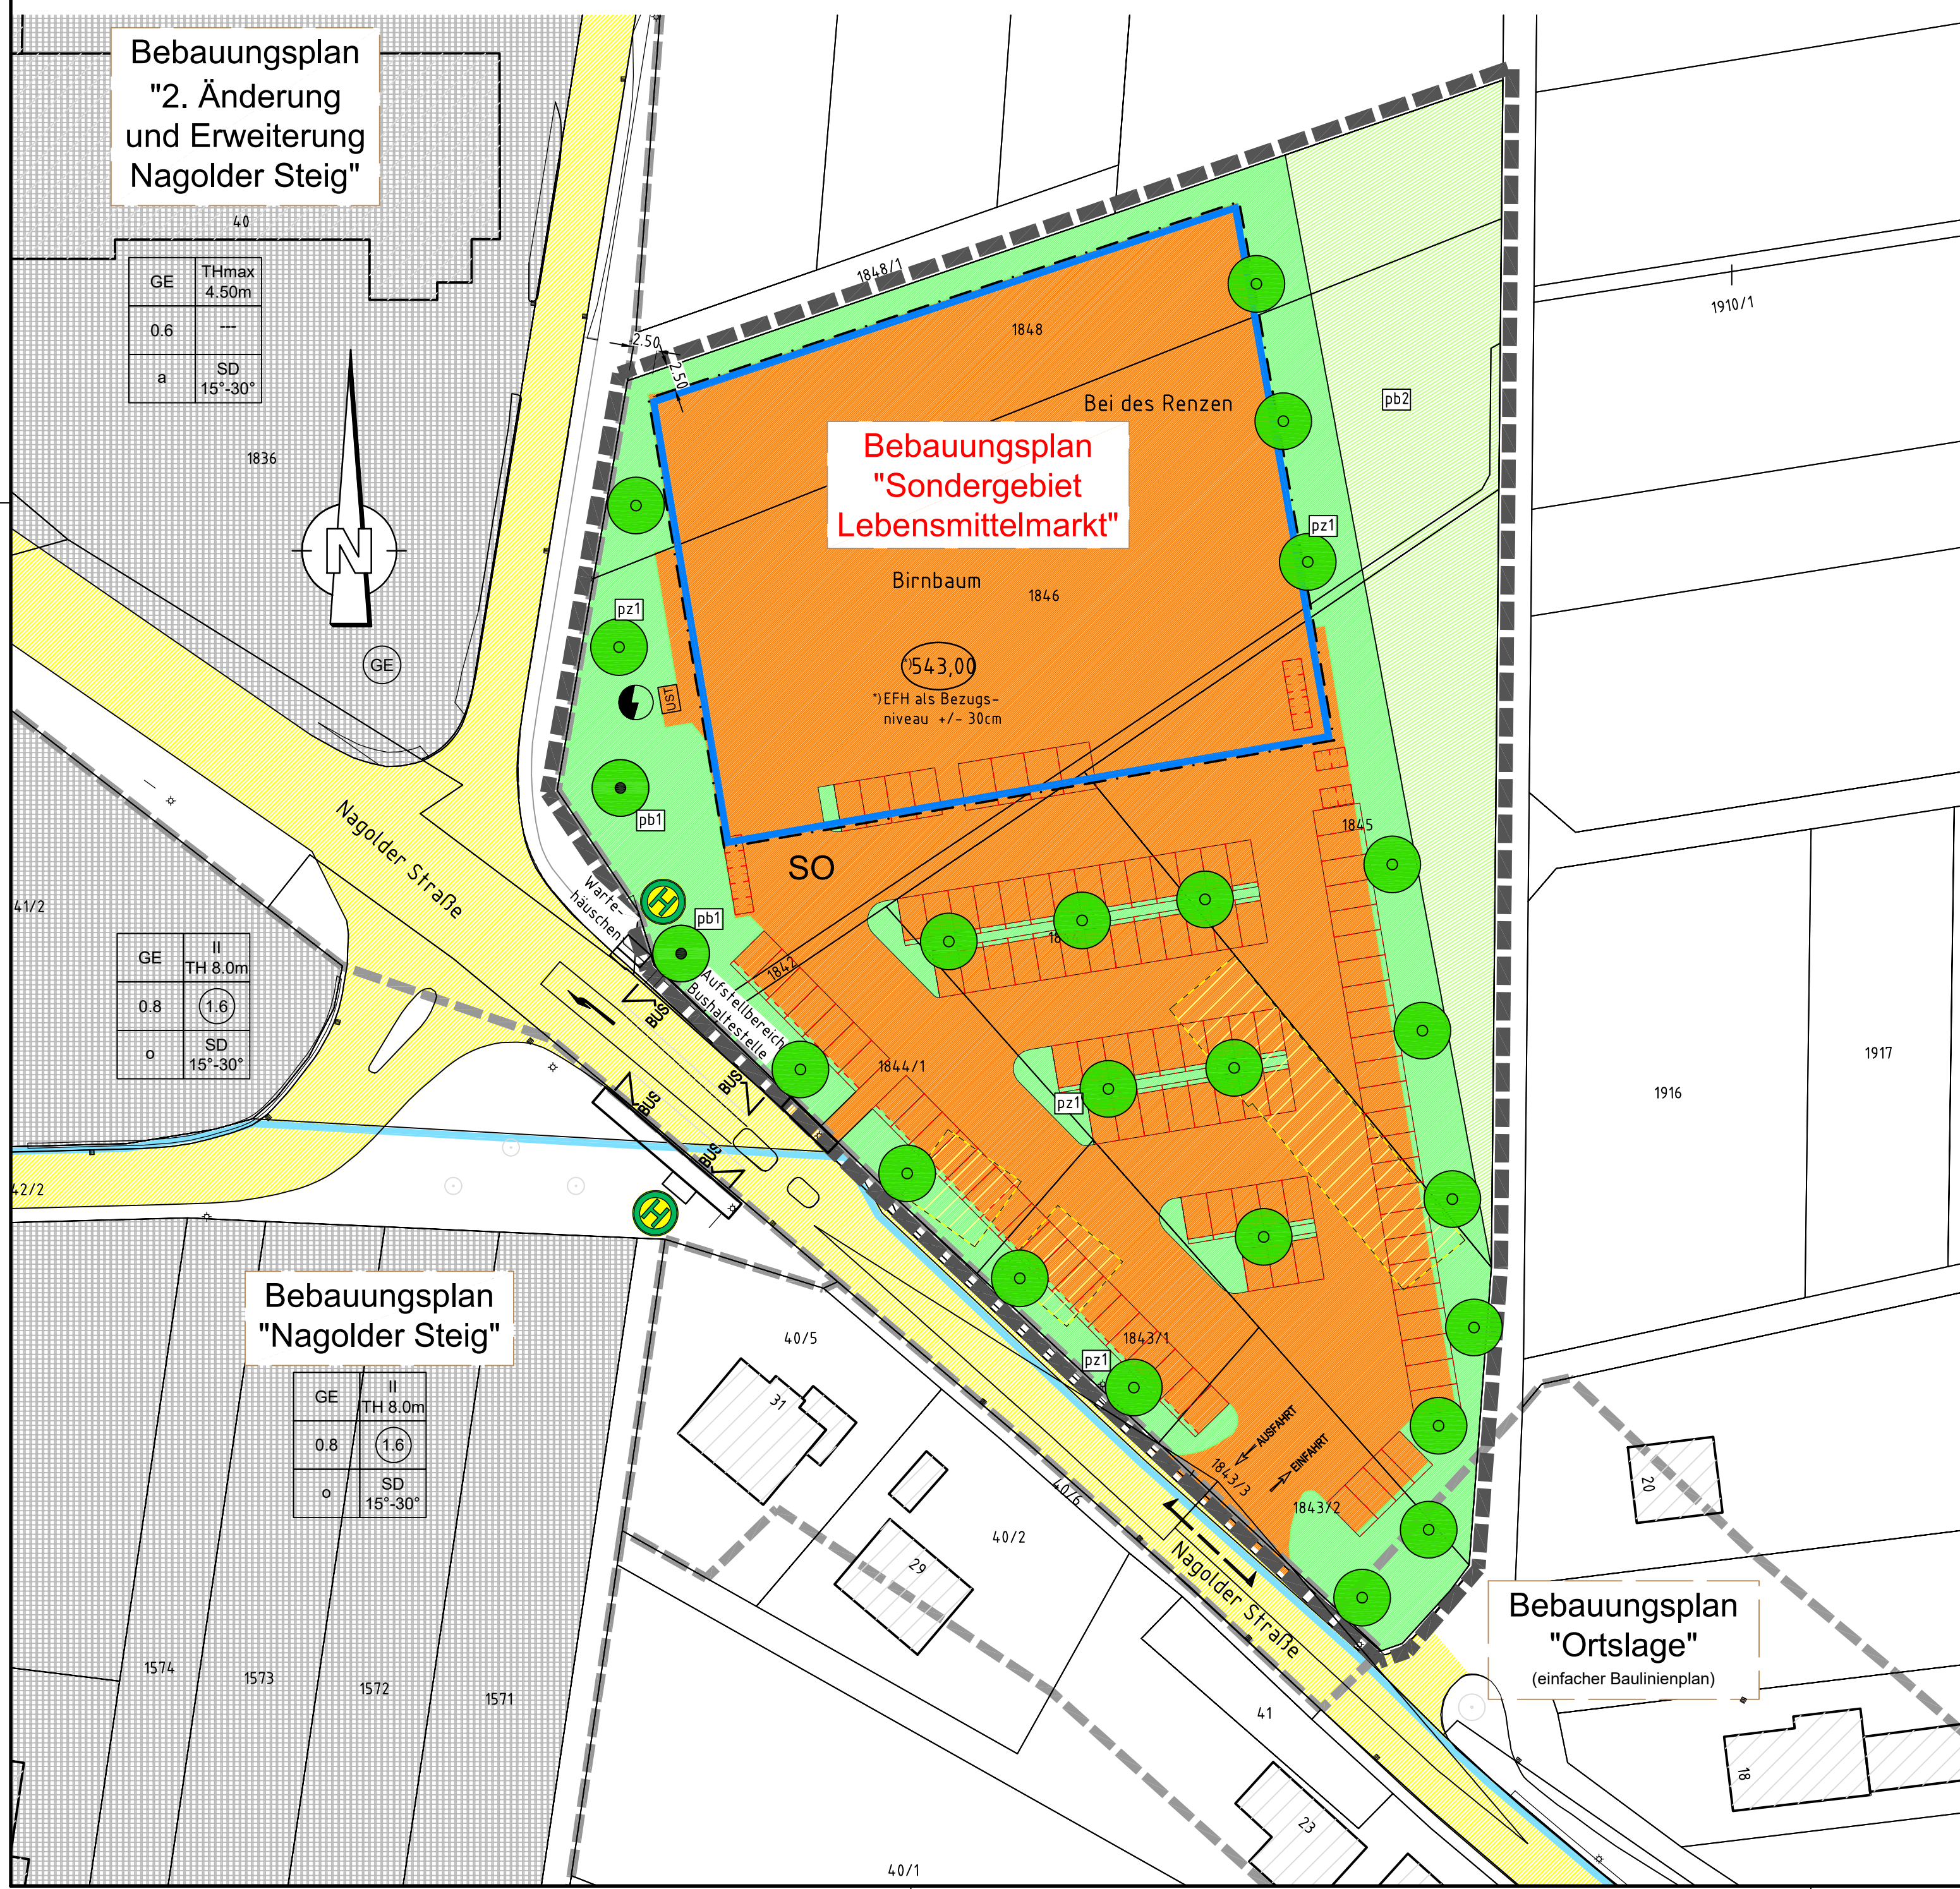 Bebauungsplan
"2. Änderung
und Erweiterung
Nagolder Steig"
40
GE
THmax
4.50m
0.6
---
a
SD
15°-30°
1836
N
GE
1848/1
2.50
2.50
1848
Bei des Renzen
pb2
1910/1
Bebauungsplan
"Sondergebiet
Lebensmittelmarkt"
Birnbaum
1846
pz1
pz1
UST
*)543,00
*)EFH als Bezugs-
niveau +/- 30cm
pb1
Nagolder Straße
SO
1845
41/2
Warte-
häuschen
H
pb1
GE
II
TH 8.0m
0.8
1.6
o
SD
15°-30°
1842
Aufstellbereich
Bushaltestelle
BUS
BUS
BUS
BUS
1844/1
pz1
1916
1917
42/2
H
Bebauungsplan
"Nagolder Steig"
GE
II
TH 8.0m
0.8
1.6
o
SD
15°-30°
40/5
31
1843/1
pz1
AUSFAHRT
EINFAHRT
1843/3
1843/2
40/6
40/2
29
20
Nagolder Straße
Bebauungsplan
"Ortslage"
(einfacher Baulinienplan)
1574
1573
1572
1571
41
18
23
40/1